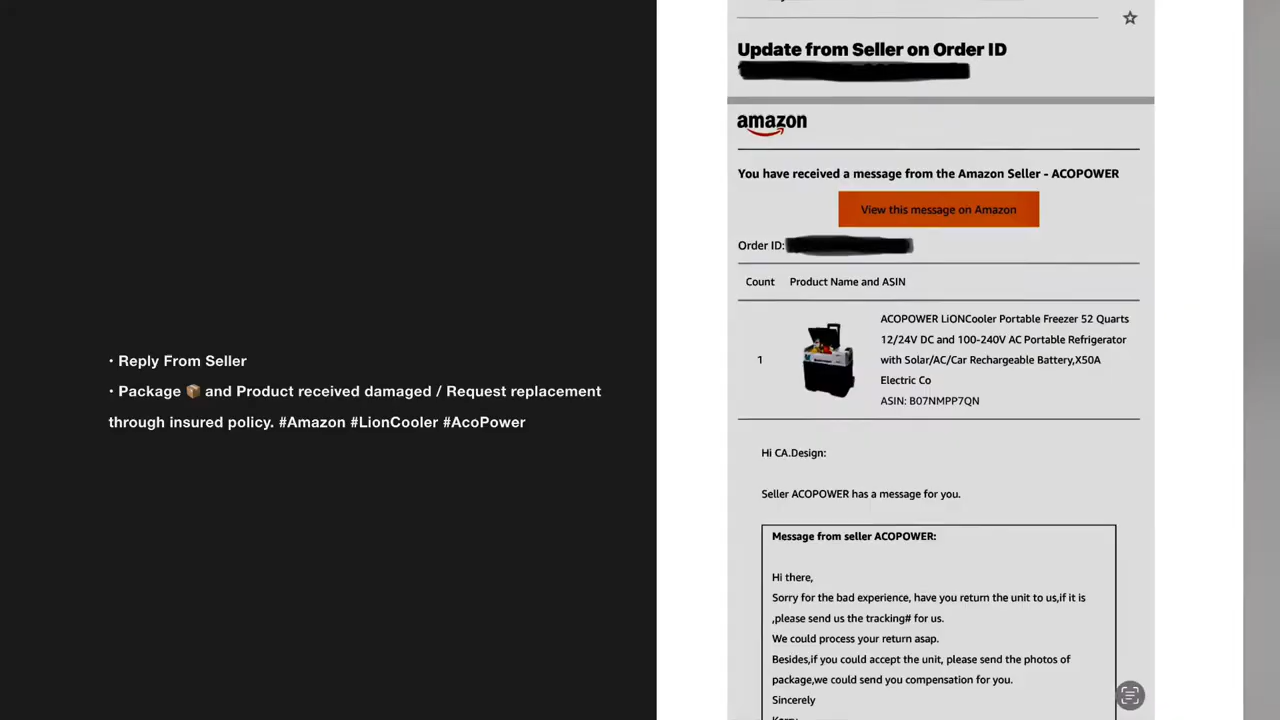 • Reply From Seller
• Package 📦 and Product received damaged / Request replacement
through insured policy. #Amazon #LionCooler #AcoPower
Update from Seller on Order ID
amazon
You have received a message from the Amazon Seller - ACOPOWER
View this message on Amazon
Order ID:
Count Product Name and ASIN
1
ACOPOWER LiONCooler Portable Freezer 52 Quarts
12/24V DC and 100-240V AC Portable Refrigerator
with Solar/AC/Car Rechargeable Battery,X50A
Electric Co
ASIN: B07NMPP7QN
Hi CA.Design:
Seller ACOPOWER has a message for you.
Message from seller ACOPOWER:
Hi there,
Sorry for the bad experience, have you return the unit to us,if it is
,please send us the tracking# for us.
We could process your return asap.
Besides,if you could accept the unit, please send the photos of
package,we could send you compensation for you.
Sincerely